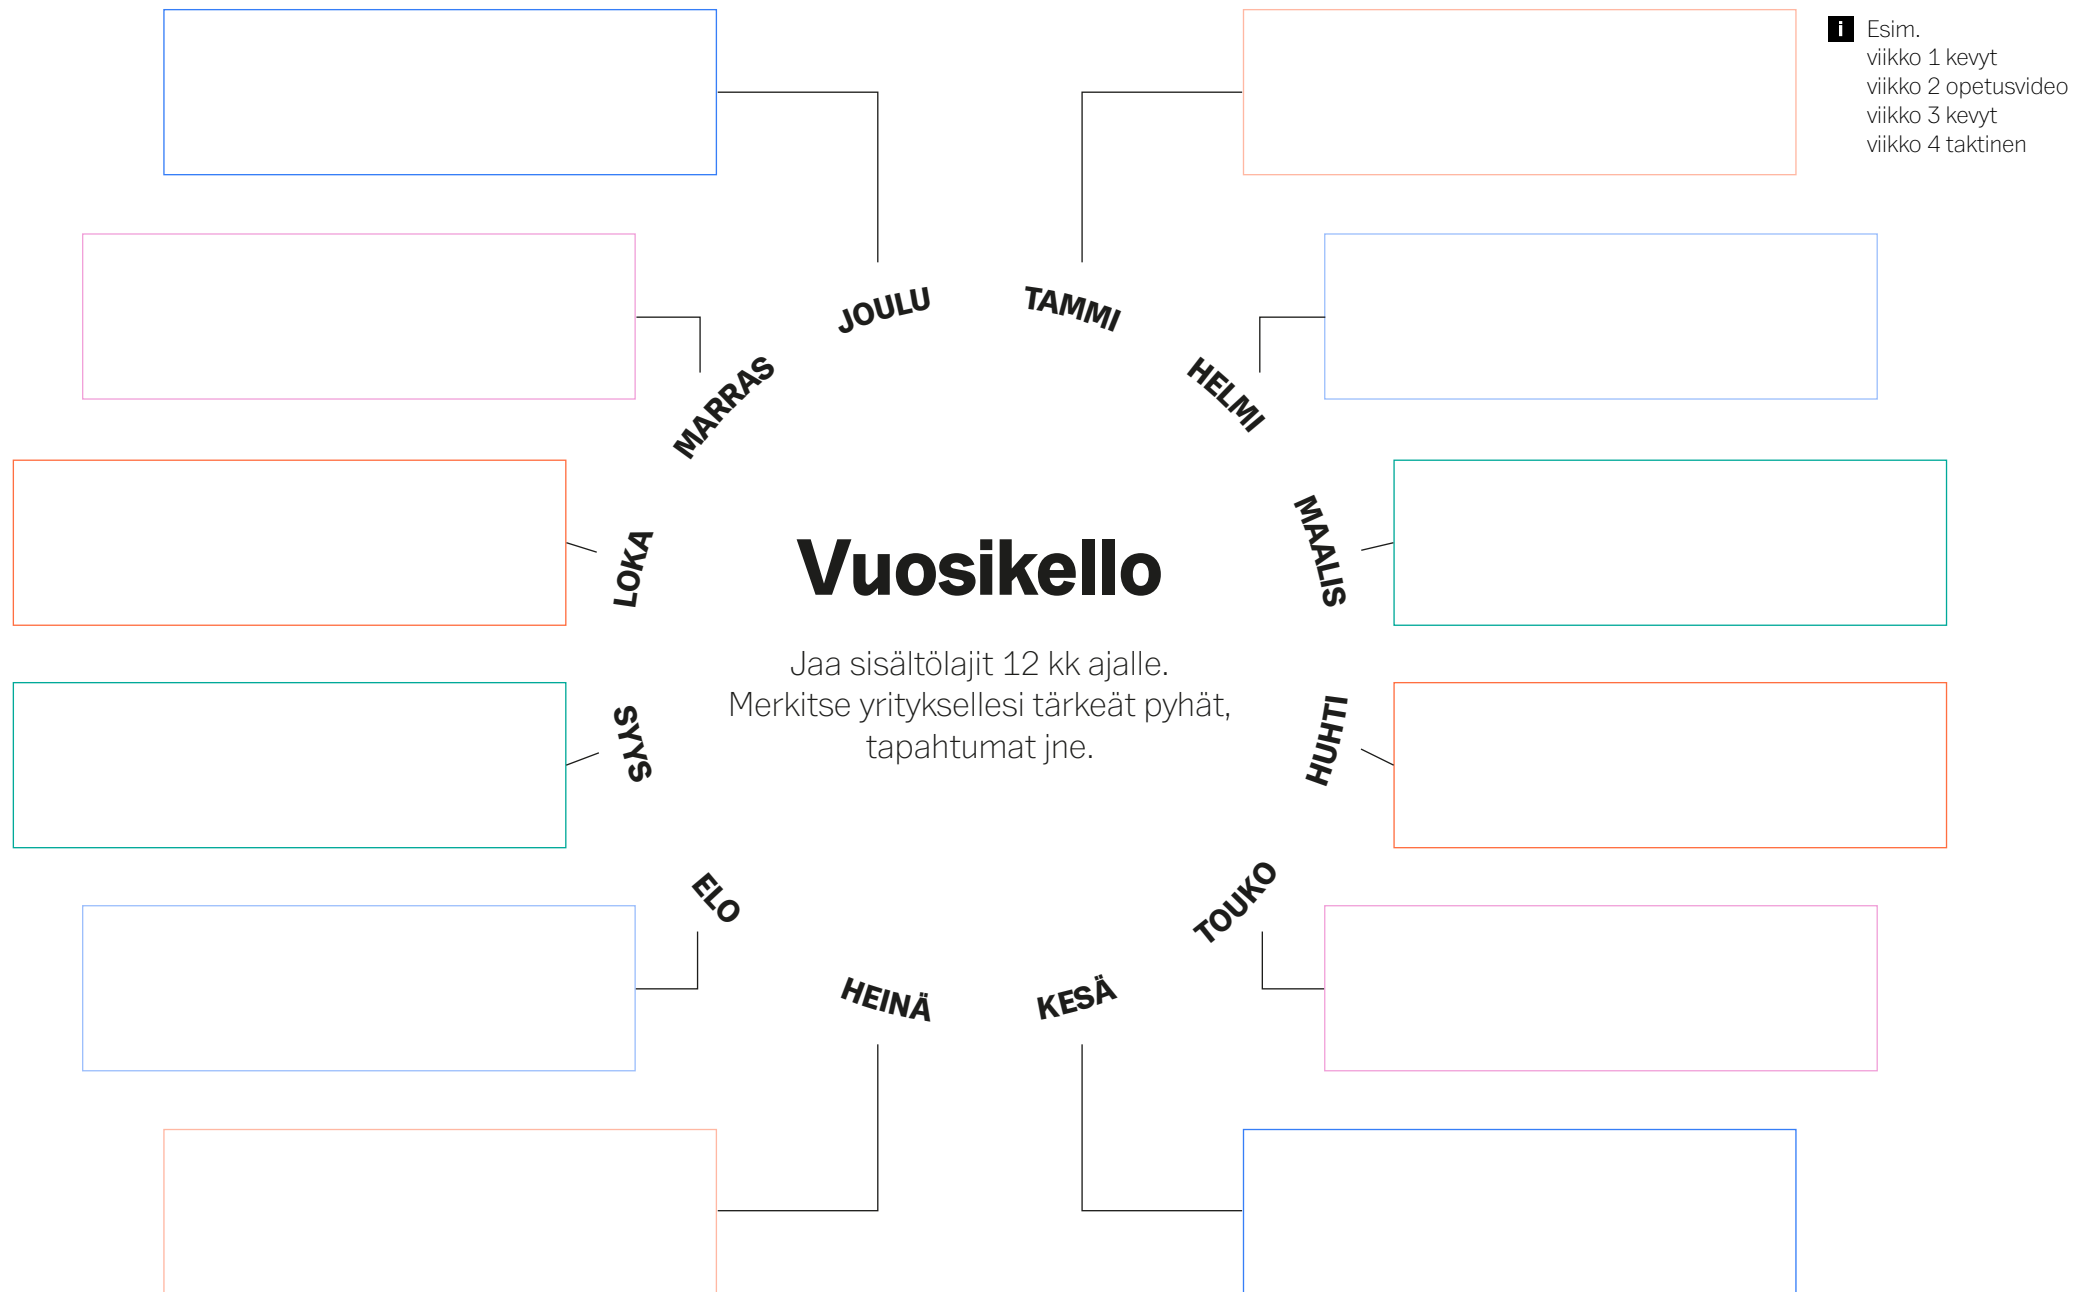 i Esim.
viikko 1 kevyt
viikko 2 opetusvideo
viikko 3 kevyt
viikko 4 taktinen
TAMMI
HELMI
MAALIS
HUHTI
TOUKO
KESÄ
HEINÄ
ELO
SYYS
LOKA
MARRAS
JOULU
Vuosikello
Jaa sisältölajit 12 kk ajalle.
Merkitse yrityksellesi tärkeät pyhät,
tapahtumat jne.